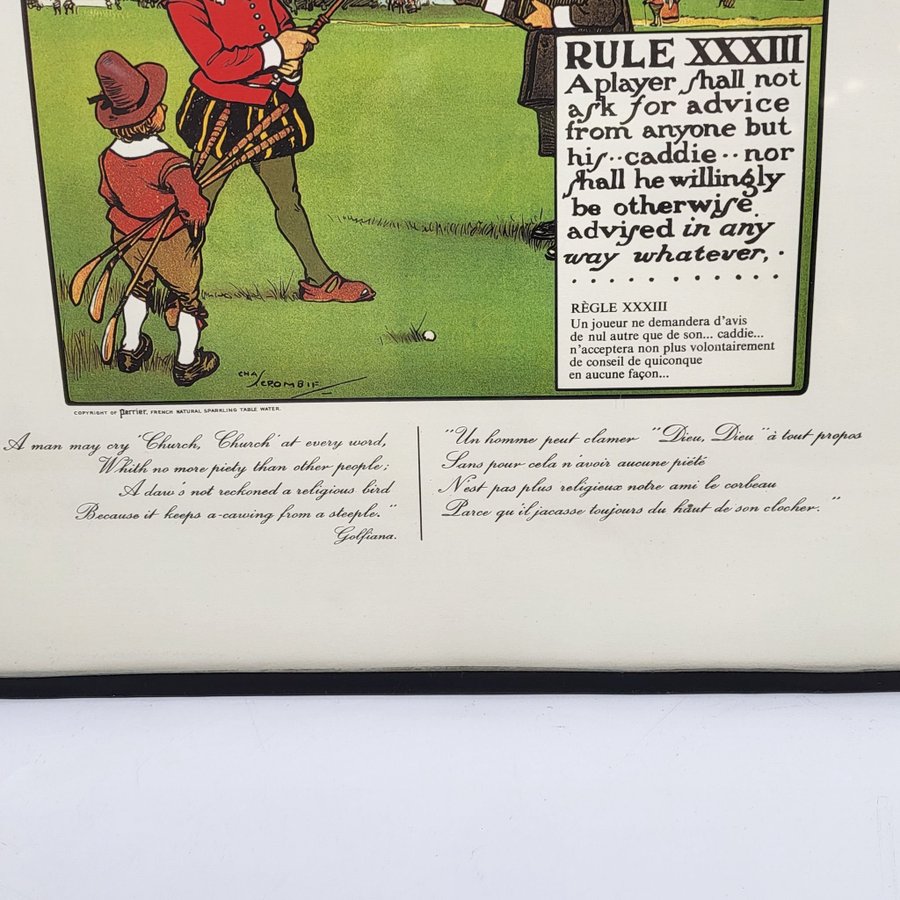 RULE XXXIII
A player shall not
ask for advice
from anyone but
his··caddie··nor
shall he willingly
be otherwise
advised in any
way whatever, ·
. . . . . . . . . . . .
RÈGLE XXXIII
Un joueur ne demandera d'avis
de nul autre que de son... caddie...
n'acceptera non plus volontairement
de conseil de quiconque
en aucune façon...
CHAS CROMBIE
COPYRIGHT OF perrier, FRENCH NATURAL SPARKLING TABLE WATER.
A man may cry "Church, Church" at every word,
Whith no more piety than other people;
A daw's not reckoned a religious bird
Because it keeps a-cawing from a steeple."
Golfiana.
"Un homme peut clamer "Dieu, Dieu" à tout propos
Sans pour cela n'avoir aucune piété
N'est pas plus religieux notre ami le corbeau
Parce qu'il jacasse toujours du haut de son clocher."